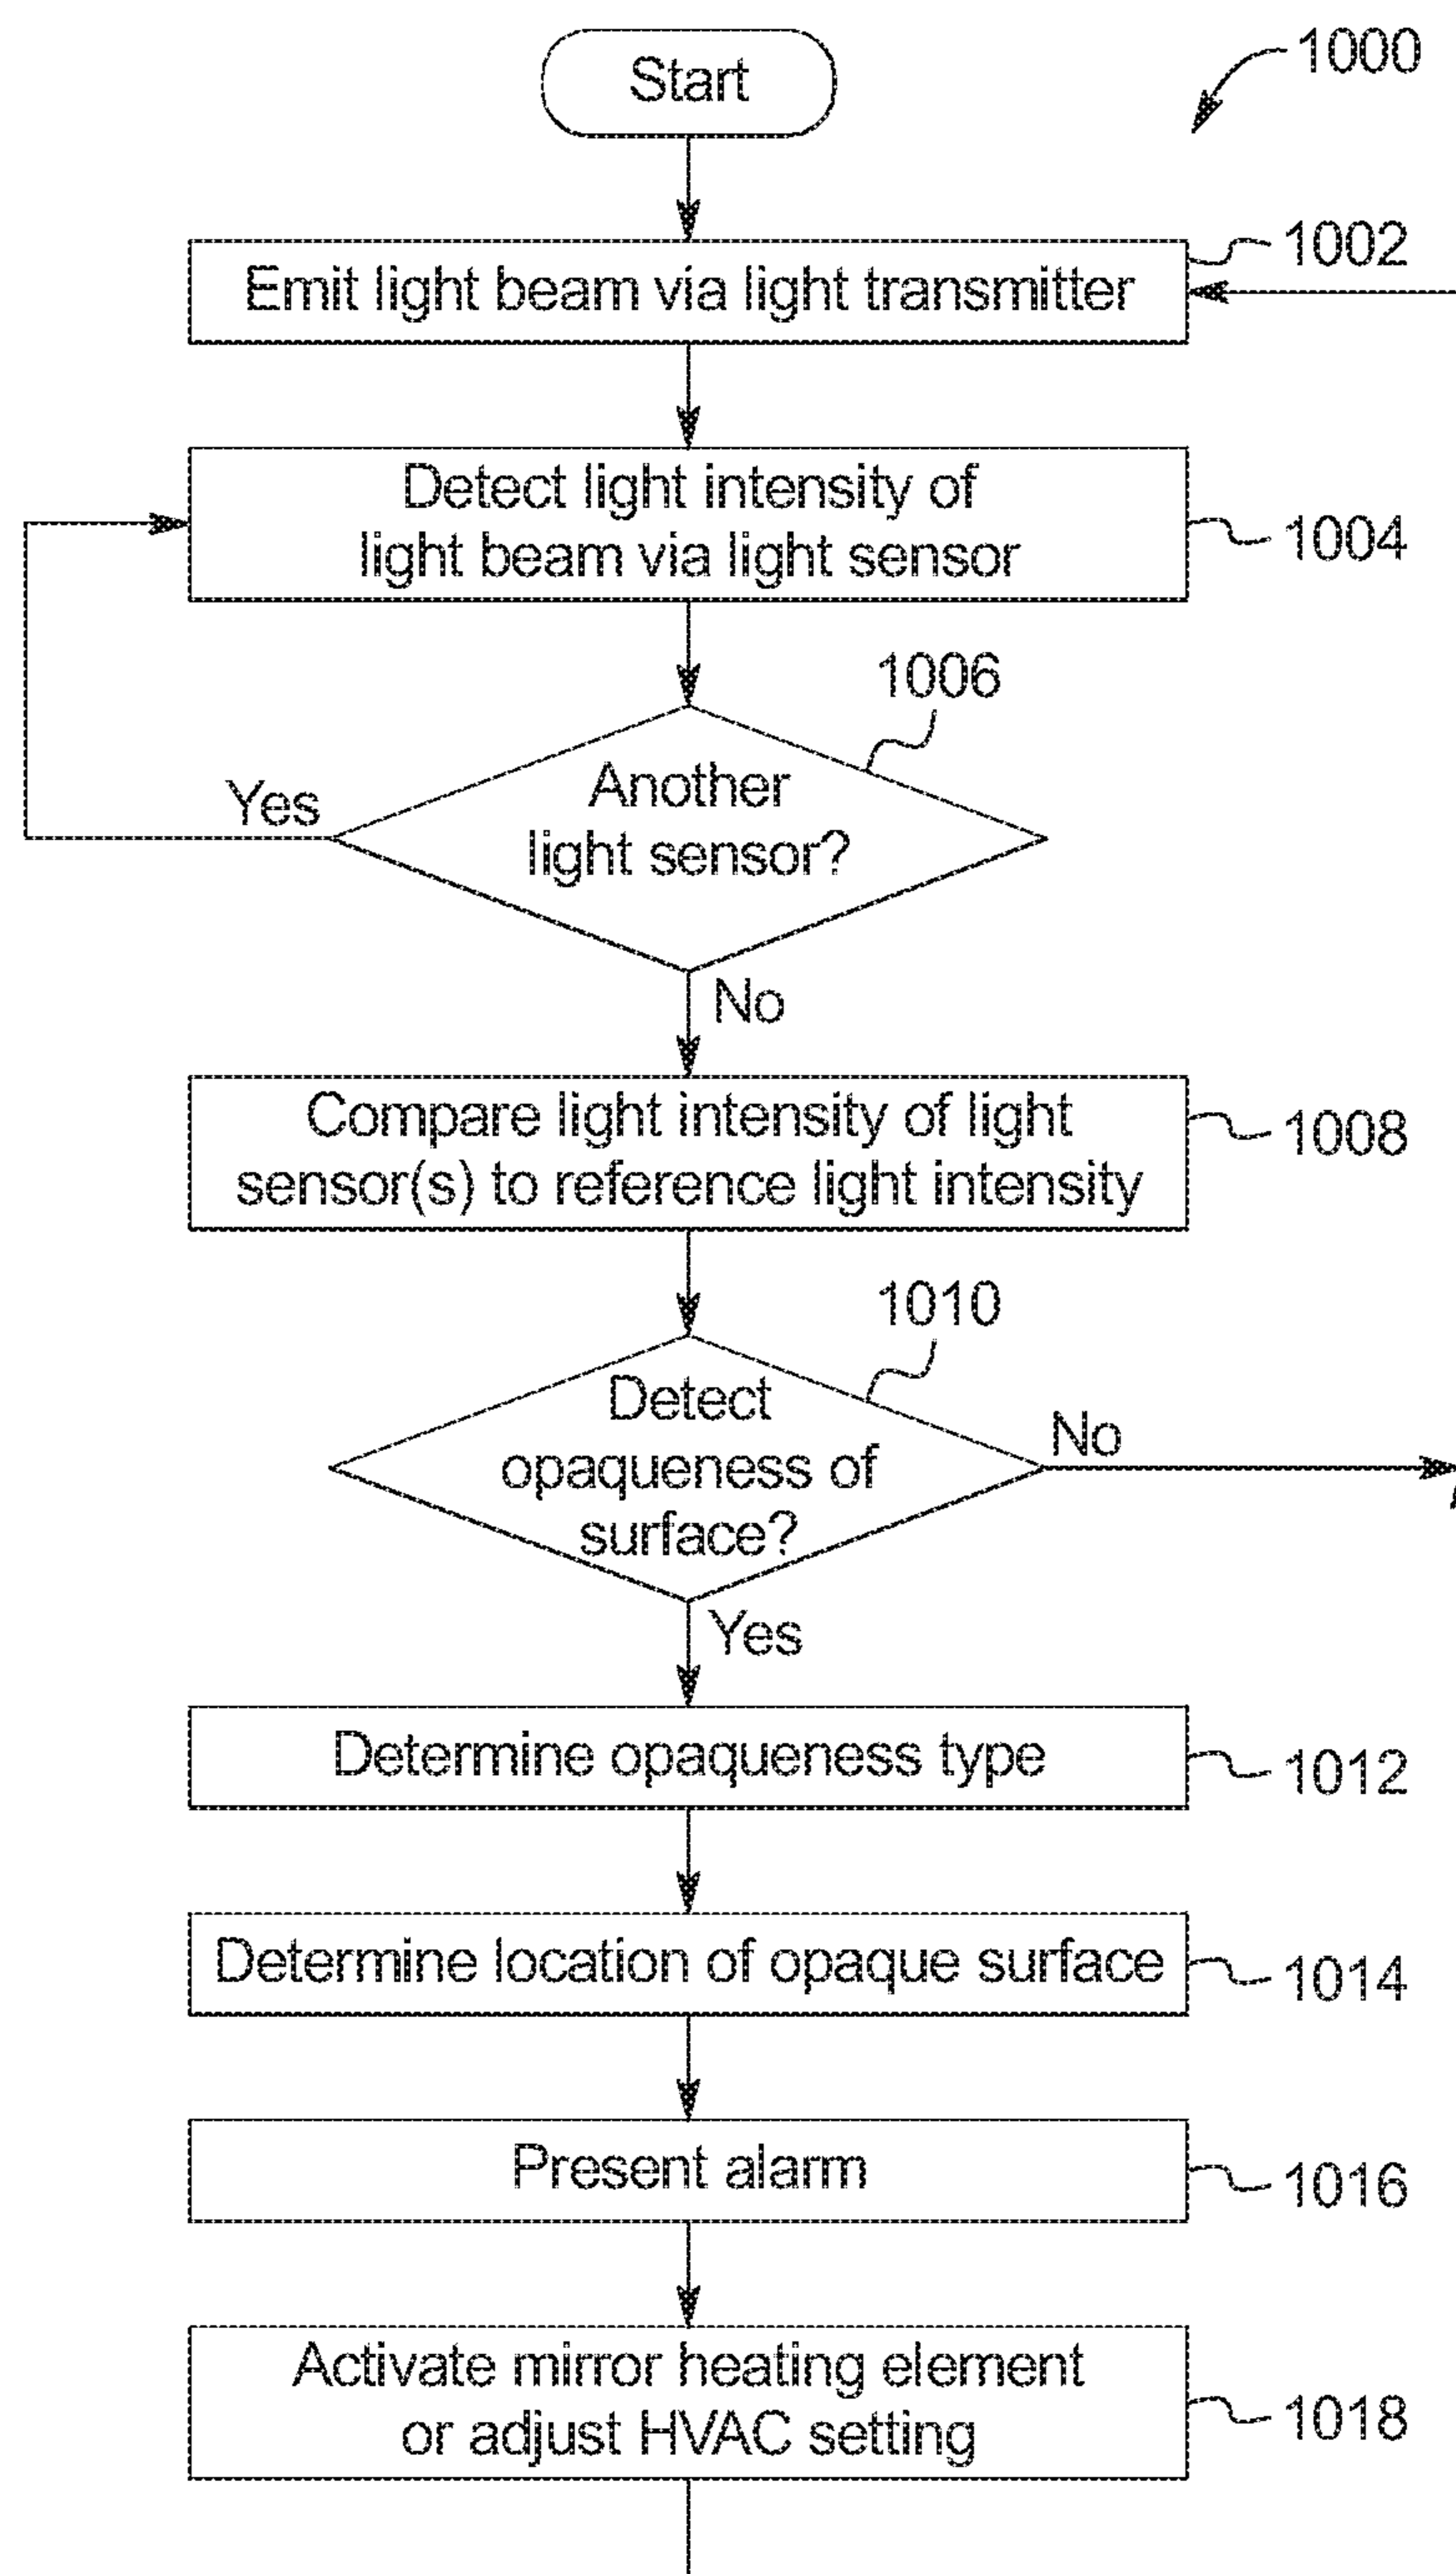 1000
Start
1002
Emit light beam via light transmitter
Detect light intensity of
light beam via light sensor
1004
1006
Another
light sensor?
Yes
No
Compare light intensity of light
sensor(s) to reference light intensity
1008
1010
Detect
opaqueness of
surface?
No
Yes
Determine opaqueness type
1012
Determine location of opaque surface
1014
Present alarm
1016
Activate mirror heating element
or adjust HVAC setting
1018